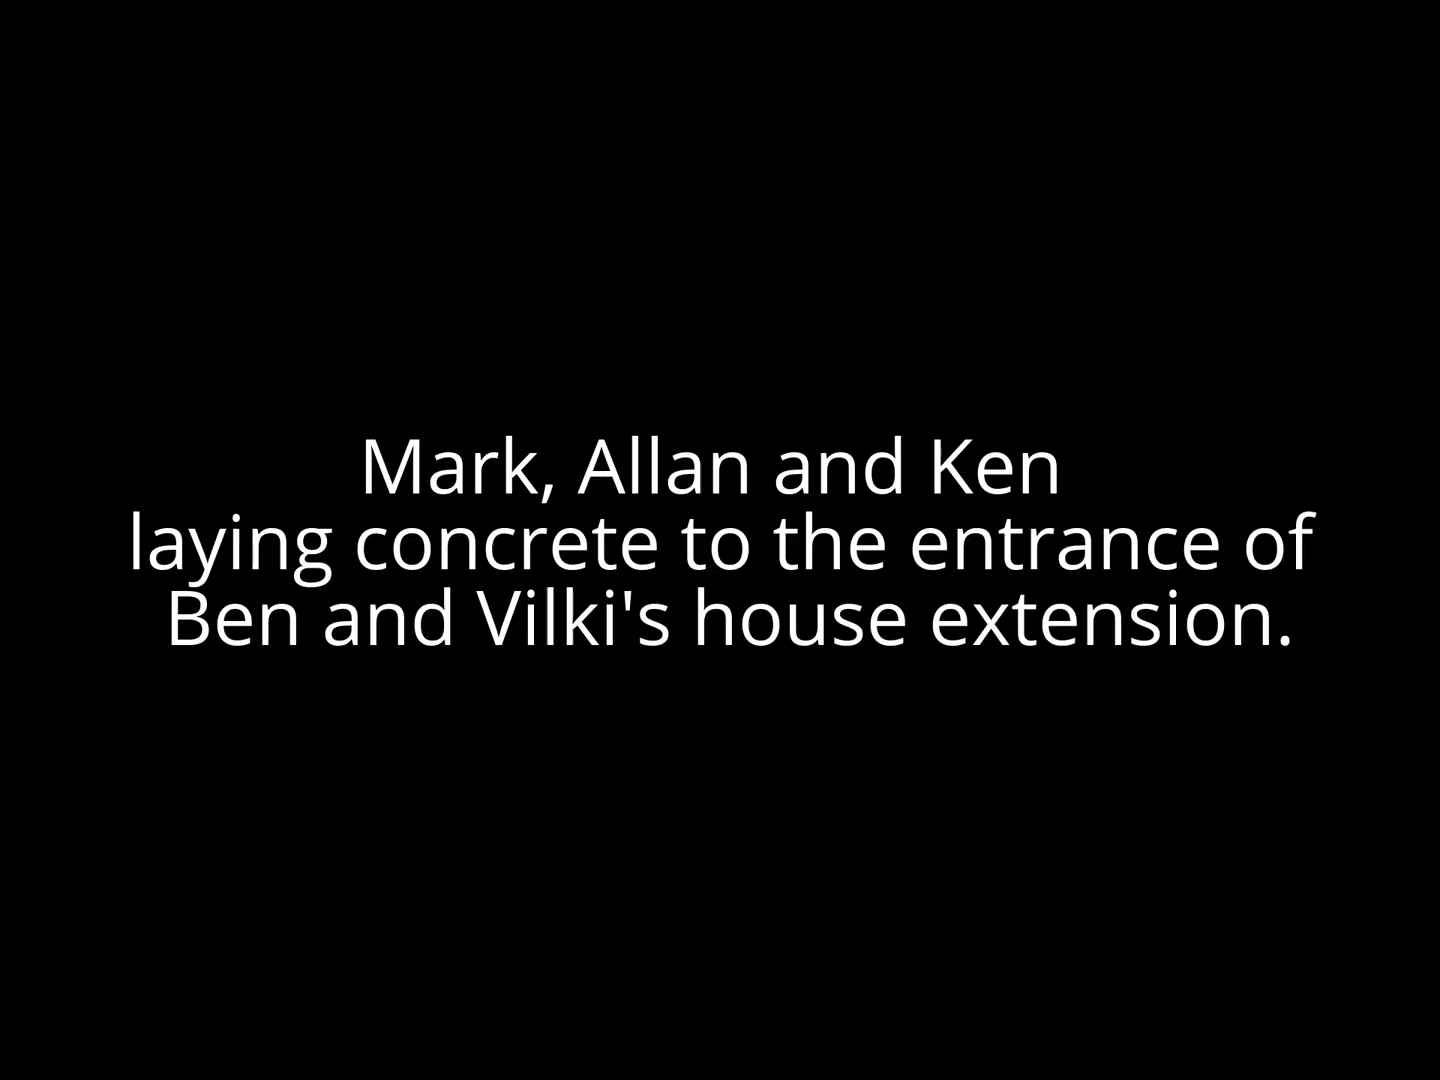 Mark, Allan and Ken
laying concrete to the entrance of
Ben and Vilki's house extension.